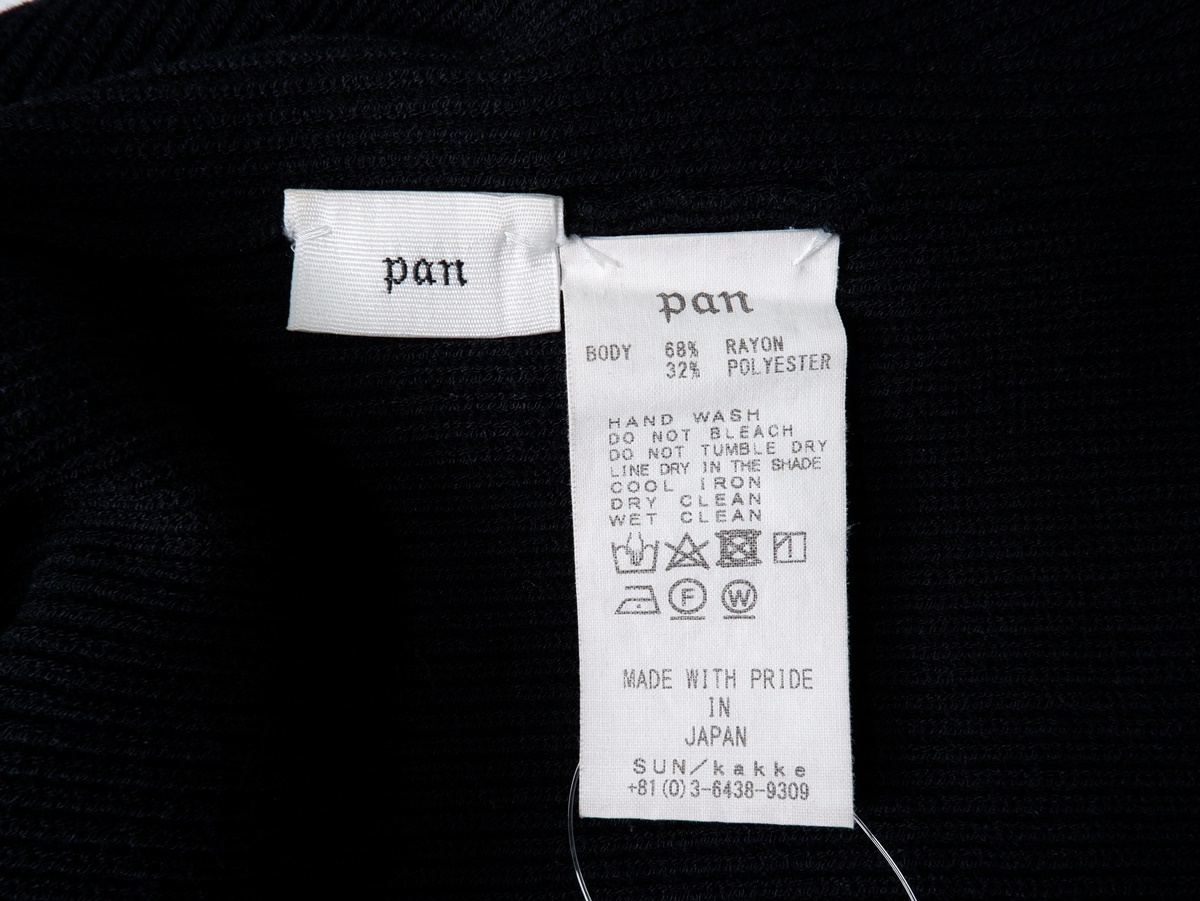 pan
pan
BODY 68% RAYON
32% POLYESTER
HAND WASH
DO NOT BLEACH
DO NOT TUMBLE DRY
LINE DRY IN THE SHADE
COOL IRON
DRY CLEAN
WET CLEAN
F W
MADE WITH PRIDE
IN
JAPAN
SUN/kakke
+81(0)3-6438-9309